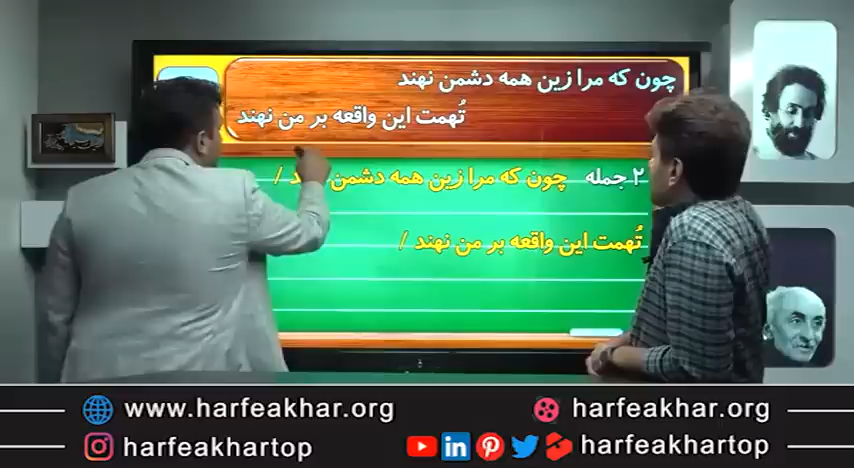 چون که مرا زین همه دشمن نهند
تُهمت این واقعه بر من نهند
۲ جمله چون که مرا زین همه دشمن
تُهمت این واقعه بر من نهند /
www.harfeakhar.org
harfeakhar.org
harfeakhartop
harfeakhartop